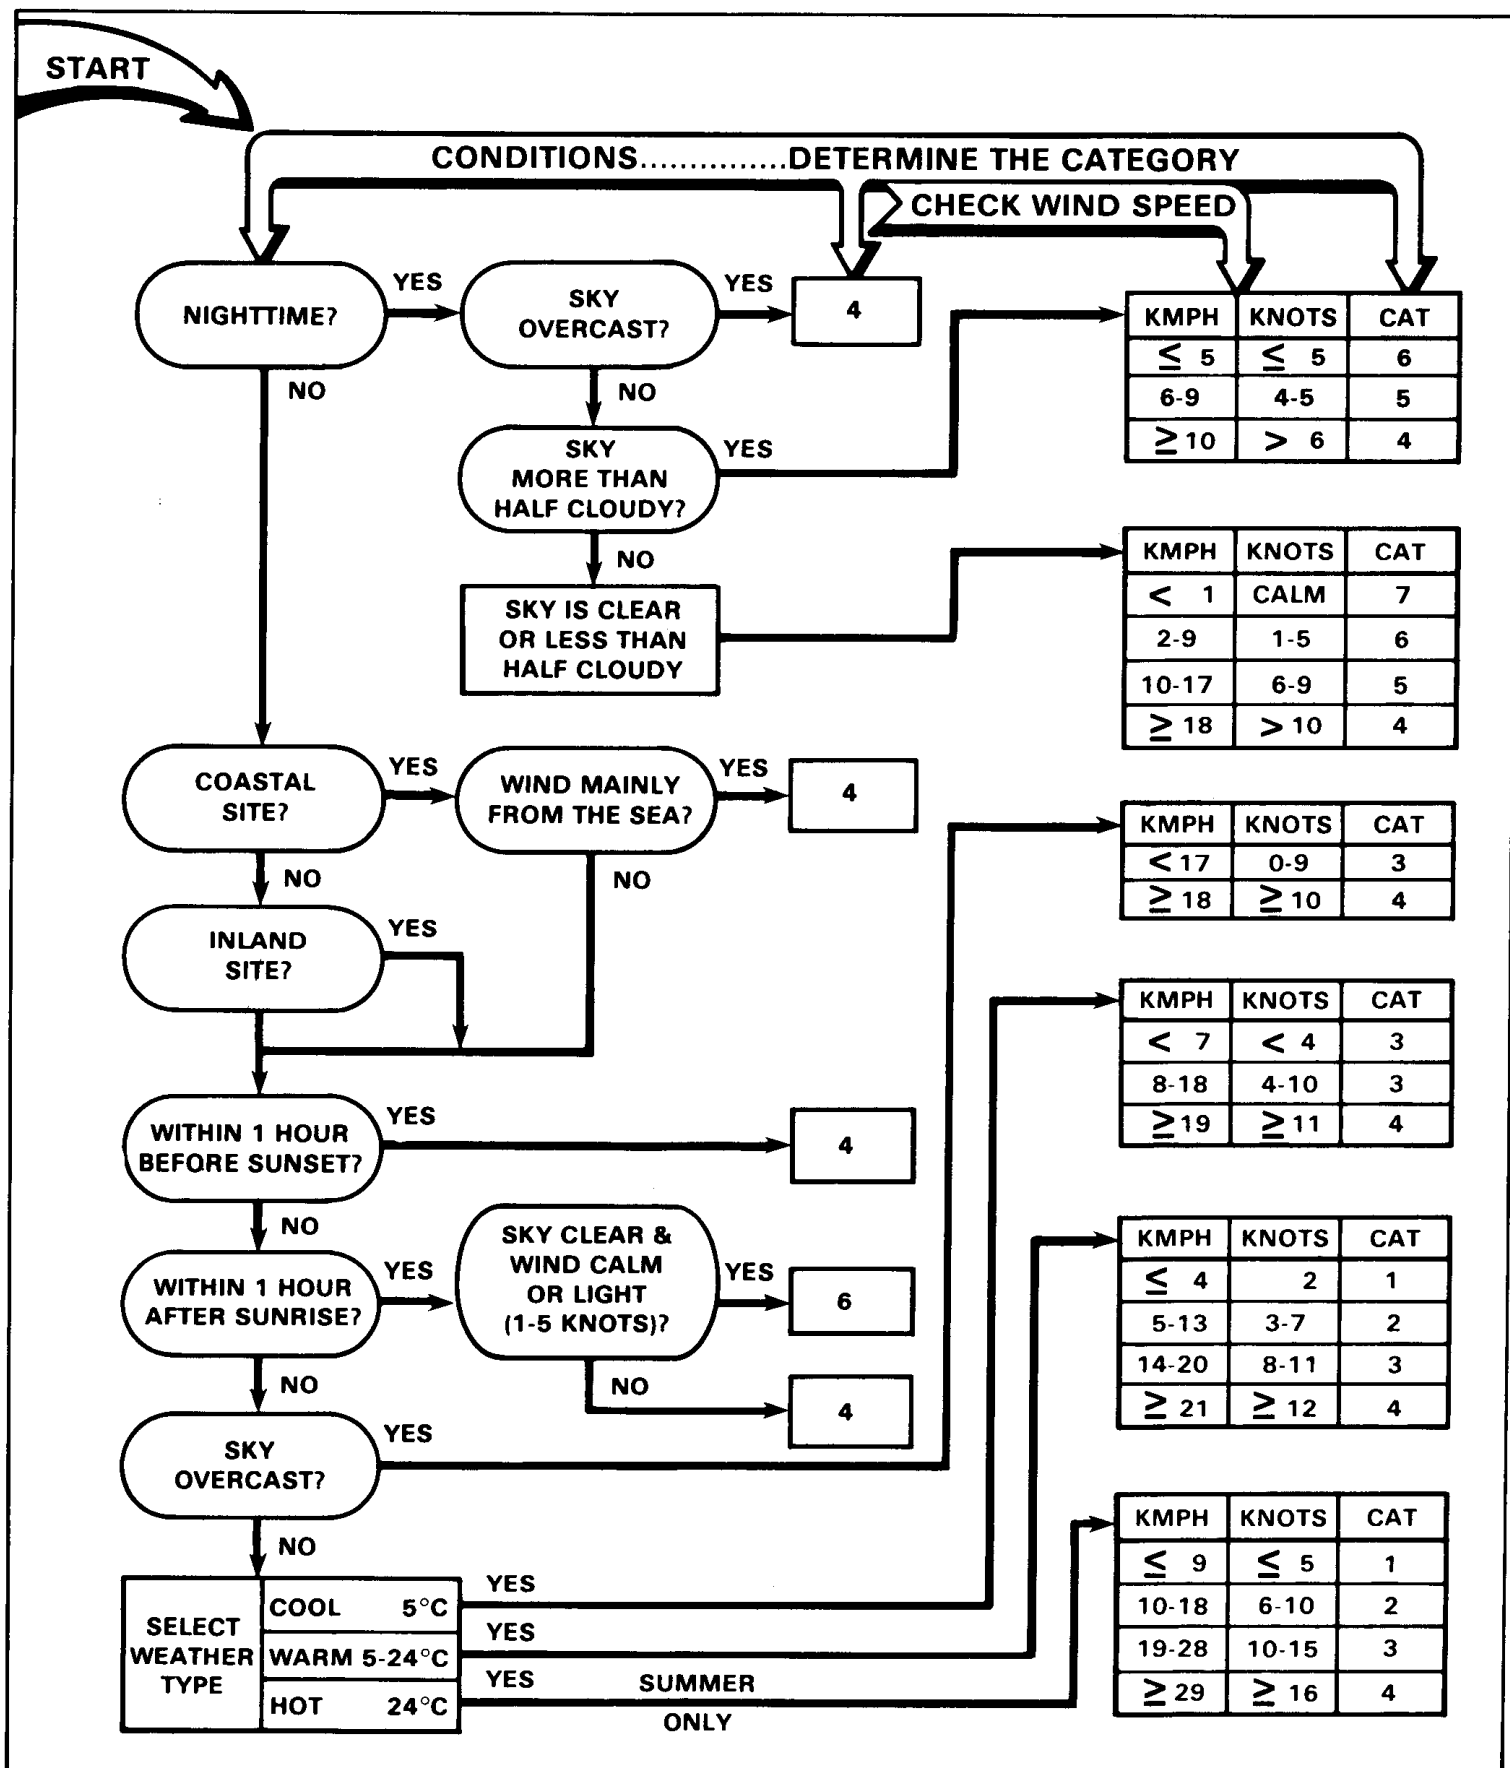 START
CONDITIONS...............DETERMINE THE CATEGORY
CHECK WIND SPEED
NIGHTTIME?
YES
NO
SKY
OVERCAST?
YES
4
NO
SKY
MORE THAN
HALF CLOUDY?
YES
NO
SKY IS CLEAR
OR LESS THAN
HALF CLOUDY
KMPH KNOTS CAT
≤ 5 ≤ 5 6
6-9 4-5 5
≥ 10 > 6 4
KMPH KNOTS CAT
< 1 CALM 7
2-9 1-5 6
10-17 6-9 5
≥ 18 > 10 4
COASTAL
SITE?
YES
NO
WIND MAINLY
FROM THE SEA?
YES
4
NO
INLAND
SITE?
YES
KMPH KNOTS CAT
< 17 0-9 3
≥ 18 ≥ 10 4
WITHIN 1 HOUR
BEFORE SUNSET?
YES
4
NO
KMPH KNOTS CAT
< 7 < 4 3
8-18 4-10 3
≥ 19 ≥ 11 4
WITHIN 1 HOUR
AFTER SUNRISE?
YES
NO
SKY CLEAR &
WIND CALM
OR LIGHT
(1-5 KNOTS)?
YES
6
NO
4
KMPH KNOTS CAT
≤ 4 2 1
5-13 3-7 2
14-20 8-11 3
≥ 21 ≥ 12 4
SKY
OVERCAST?
YES
NO
SELECT
WEATHER
TYPE
COOL 5°C
YES
WARM 5-24°C
YES
HOT 24°C
YES
SUMMER
ONLY
KMPH KNOTS CAT
≤ 9 ≤ 5 1
10-18 6-10 2
19-28 10-15 3
≥ 29 ≥ 16 4